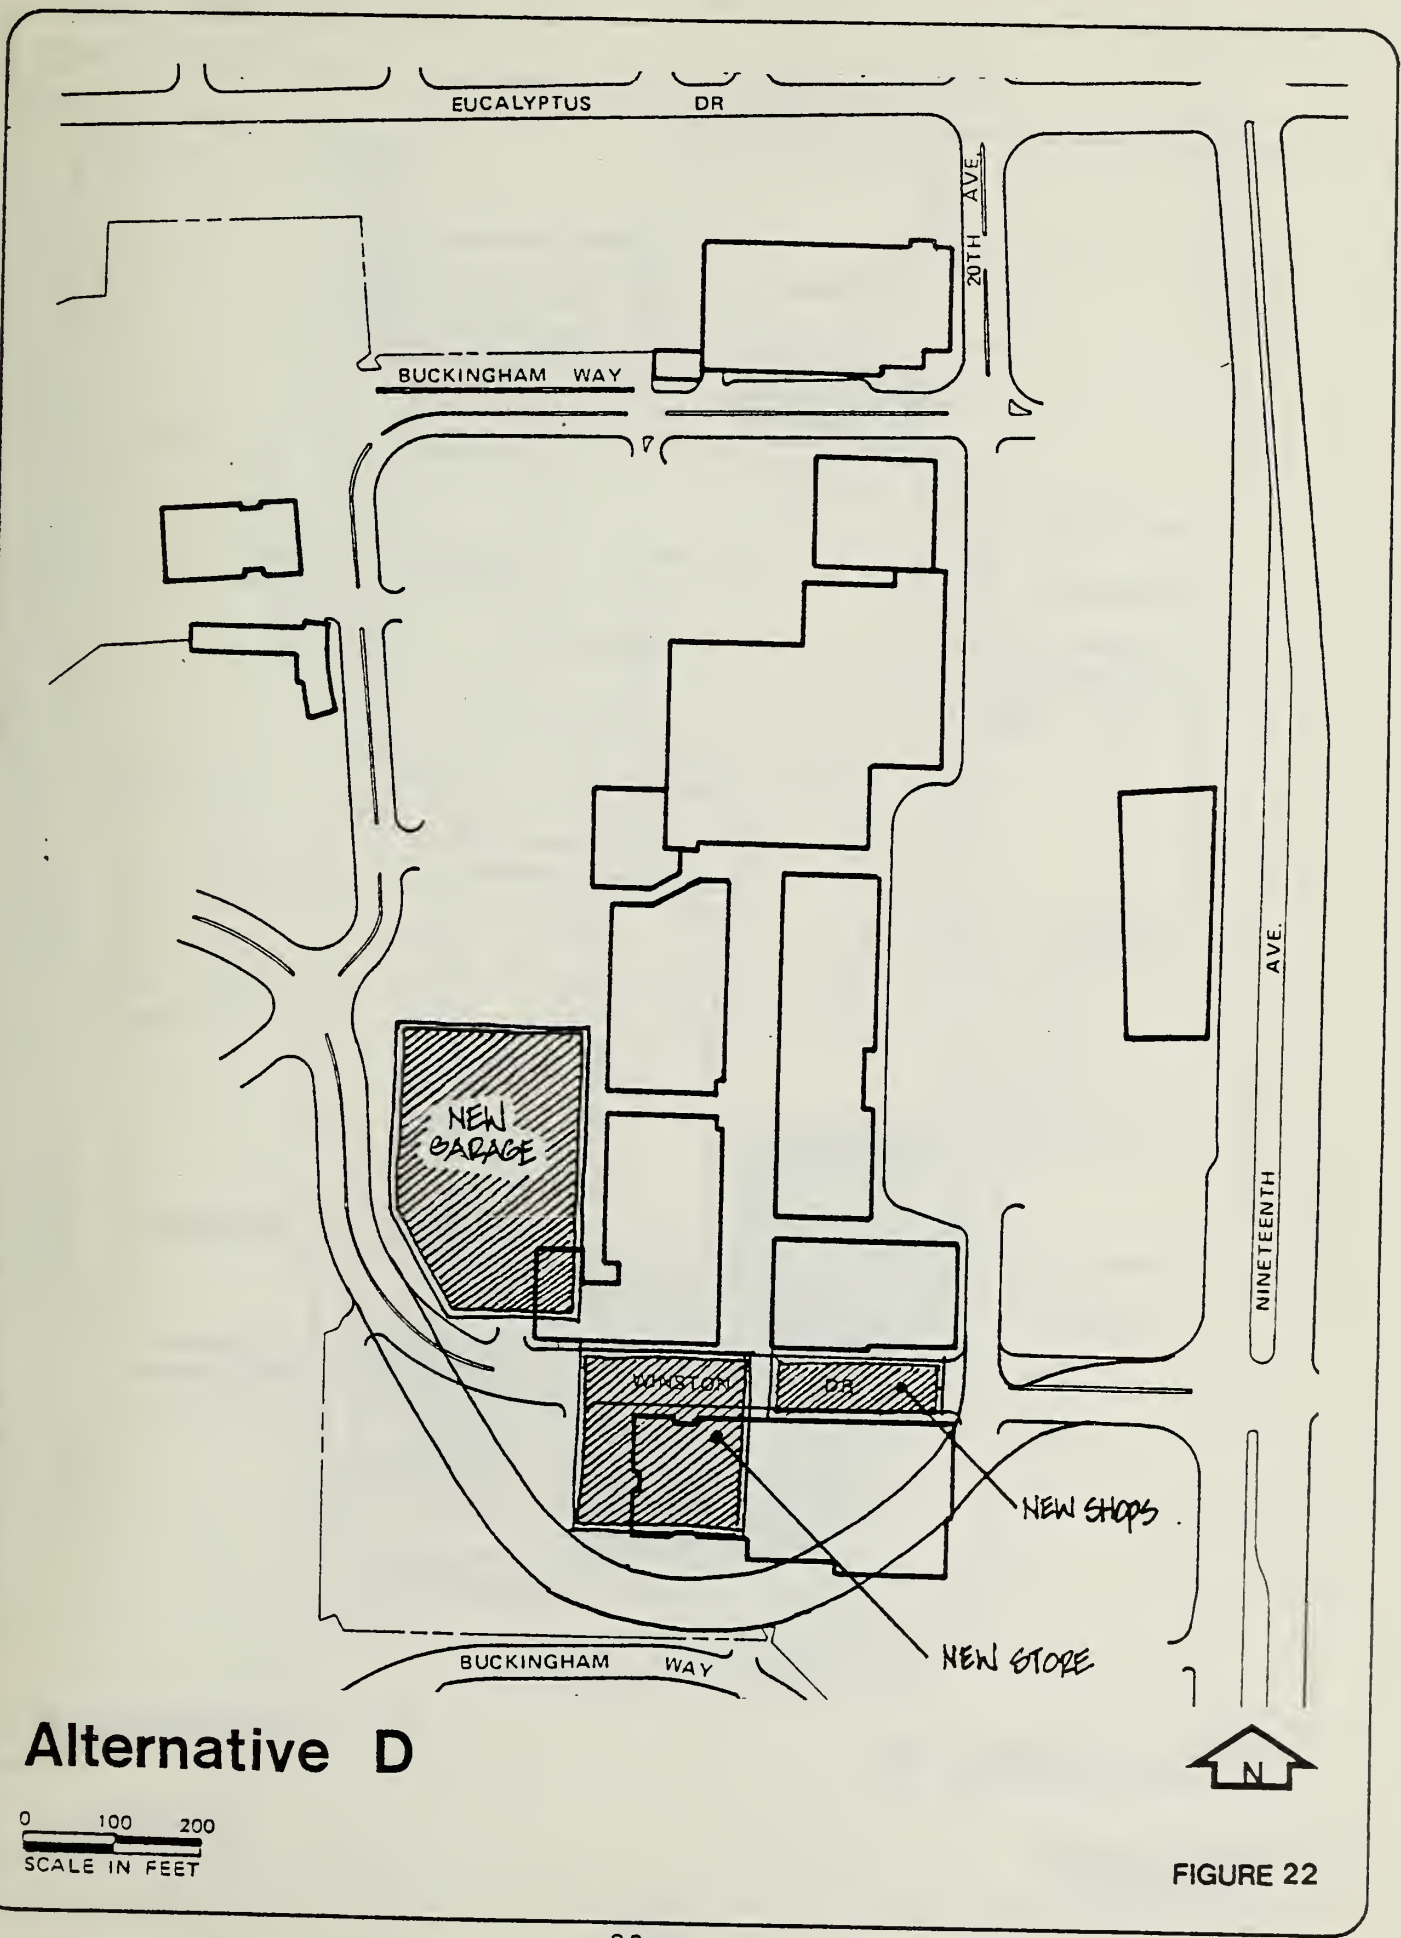 EUCALYPTUS DR
20TH AVE.
BUCKINGHAM WAY
NINETEENTH AVE.
NEW
GARAGE
WINSTON DR
NEW SHOPS
NEW STORE
BUCKINGHAM WAY
Alternative D
N
0 100 200
SCALE IN FEET
FIGURE 22